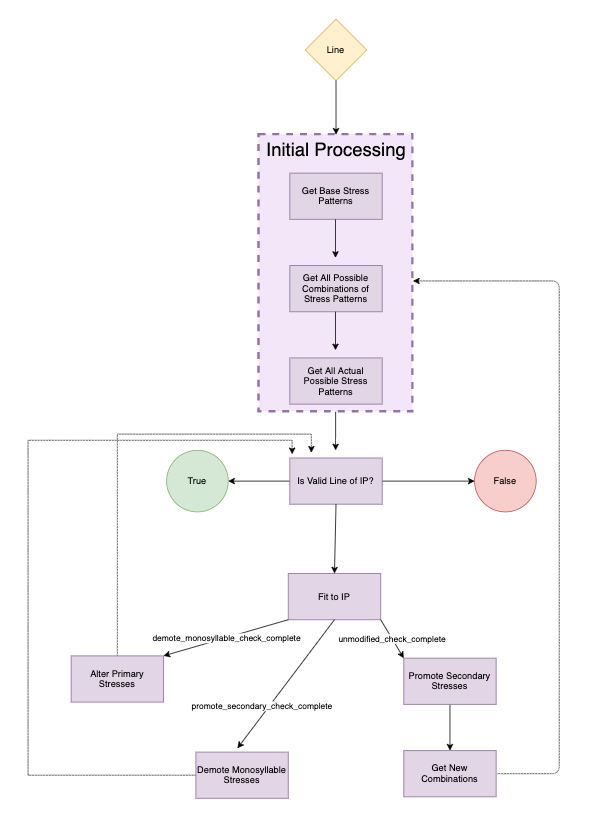 Line
Initial Processing
Get Base Stress
Patterns
Get All Possible
Combinations of
Stress Patterns
Get All Actual
Possible Stress
Patterns
True
Is Valid Line of IP?
False
Fit to IP
demote_monosyllable_check_complete
unmodified_check_complete
Alter Primary
Stresses
Promote Secondary
Stresses
promote_secondary_check_complete
Demote Monosyllable
Stresses
Get New
Combinations